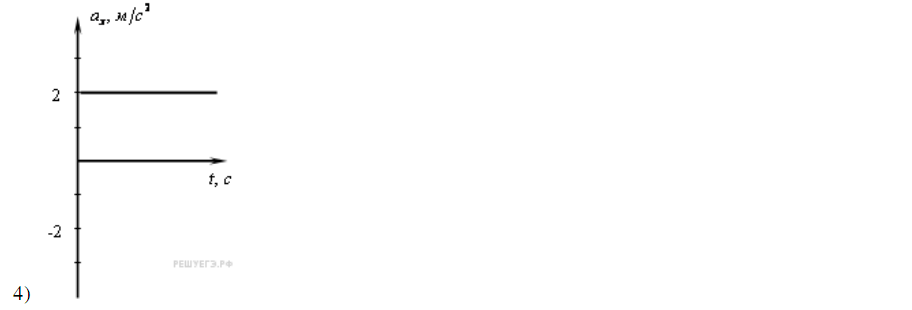 aₓ, м/с²
2
t, с
-2
РЕШУЕГЭ.РФ
4)